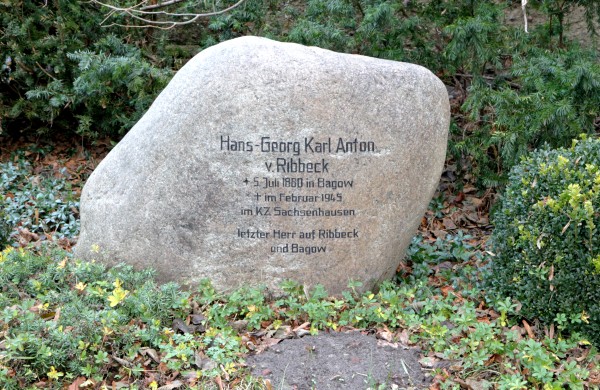 Hans-Georg Karl Anton
v. Ribbeck
* 5. Juli 1880 in Bagow
† im Februar 1945
im KZ Sachsenhausen
letzter Herr auf Ribbeck
und Bagow